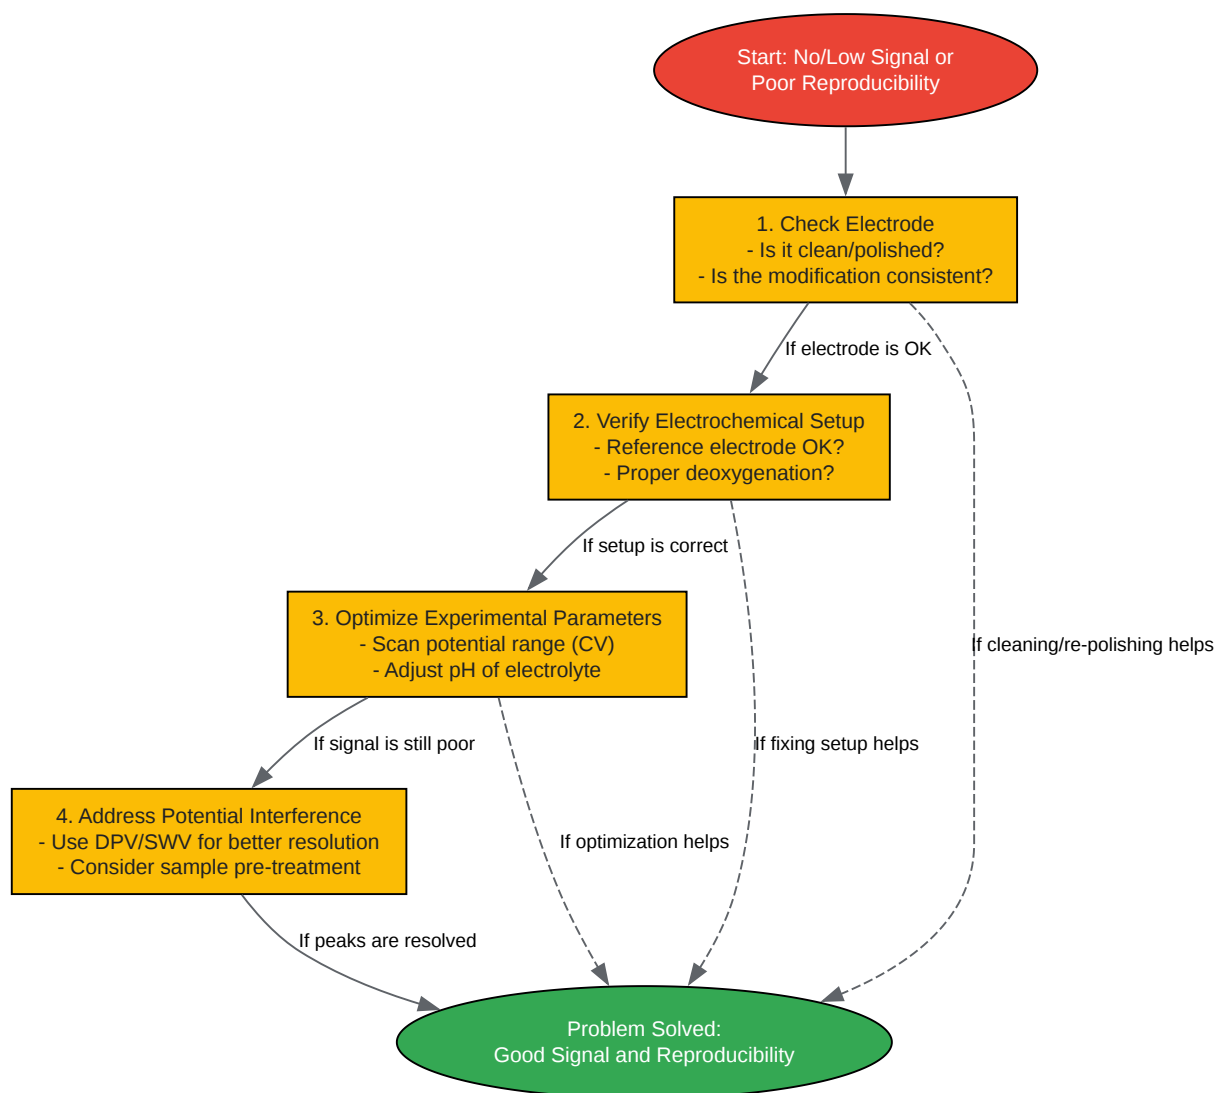 Start: No/Low Signal or
Poor Reproducibility
1. Check Electrode
- Is it clean/polished?
- Is the modification consistent?
If electrode is OK
2. Verify Electrochemical Setup
- Reference electrode OK?
- Proper deoxygenation?
If setup is correct
3. Optimize Experimental Parameters
- Scan potential range (CV)
- Adjust pH of electrolyte
If cleaning/re-polishing helps
If signal is still poor
If fixing setup helps
4. Address Potential Interference
- Use DPV/SWV for better resolution
- Consider sample pre-treatment
If optimization helps
If peaks are resolved
Problem Solved:
Good Signal and Reproducibility